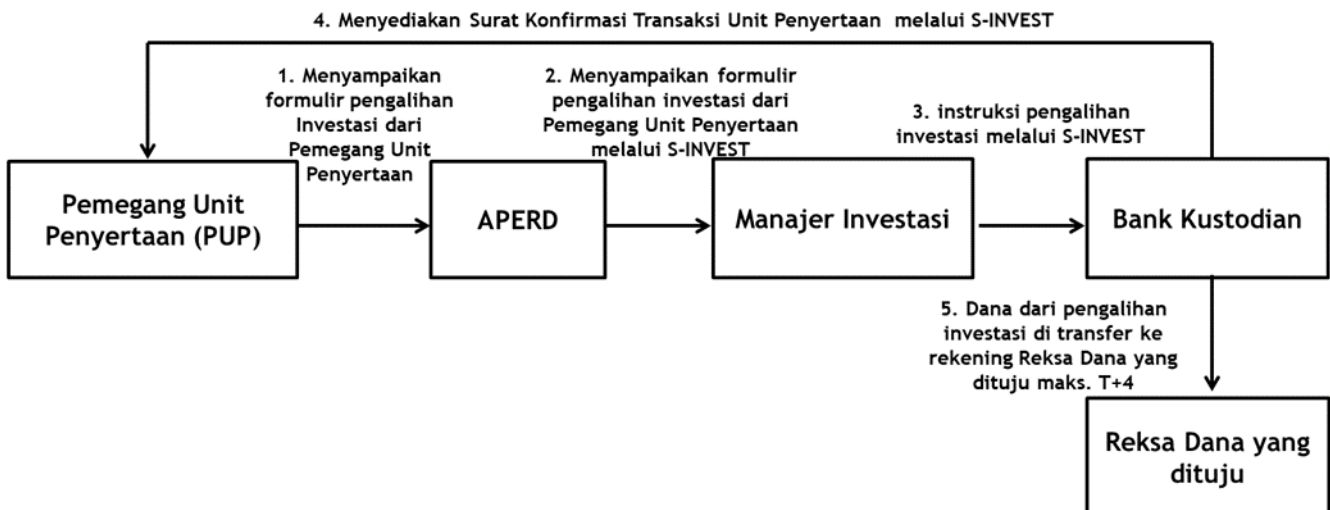 4. Menyediakan Surat Konfirmasi Transaksi Unit Penyertaan melalui S-INVEST
1. Menyampaikan
formulir pengalihan
Investasi dari
Pemegang Unit
Penyertaan
2. Menyampaikan formulir
pengalihan investasi dari
Pemegang Unit Penyertaan
melalui S-INVEST
3. instruksi pengalihan
investasi melalui S-INVEST
Pemegang Unit
Penyertaan (PUP)
APERD
Manajer Investasi
Bank Kustodian
5. Dana dari pengalihan
investasi di transfer ke
rekening Reksa Dana yang
dituju maks. T+4
Reksa Dana yang
dituju